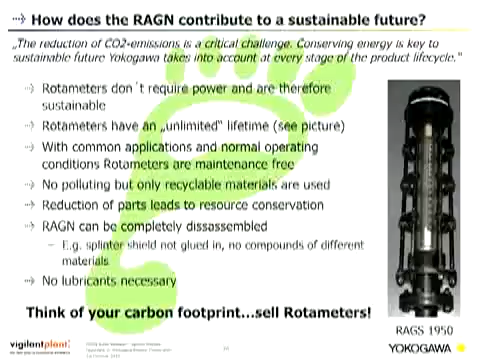 How does the RAGN contribute to a sustainable future?
„The reduction of CO2-emissions is a critical challenge. Conserving energy is key to
sustainable future Yokogawa takes into account at every stage of the product lifecycle."
Rotameters don´t require power and are therefore
sustainable
Rotameters have an „unlimited" lifetime (see picture)
With common applications and normal operating
conditions Rotameters are maintenance free
No polluting but only recyclable materials are used
Reduction of parts leads to resource conservation
RAGN can be completely dissassembled
– E.g. splinter shield not glued in, no compounds of different
materials
No lubricants necessary
Think of your carbon footprint...sell Rotameters!
RAGS 1950
vigilantplant.
YOKOGAWA